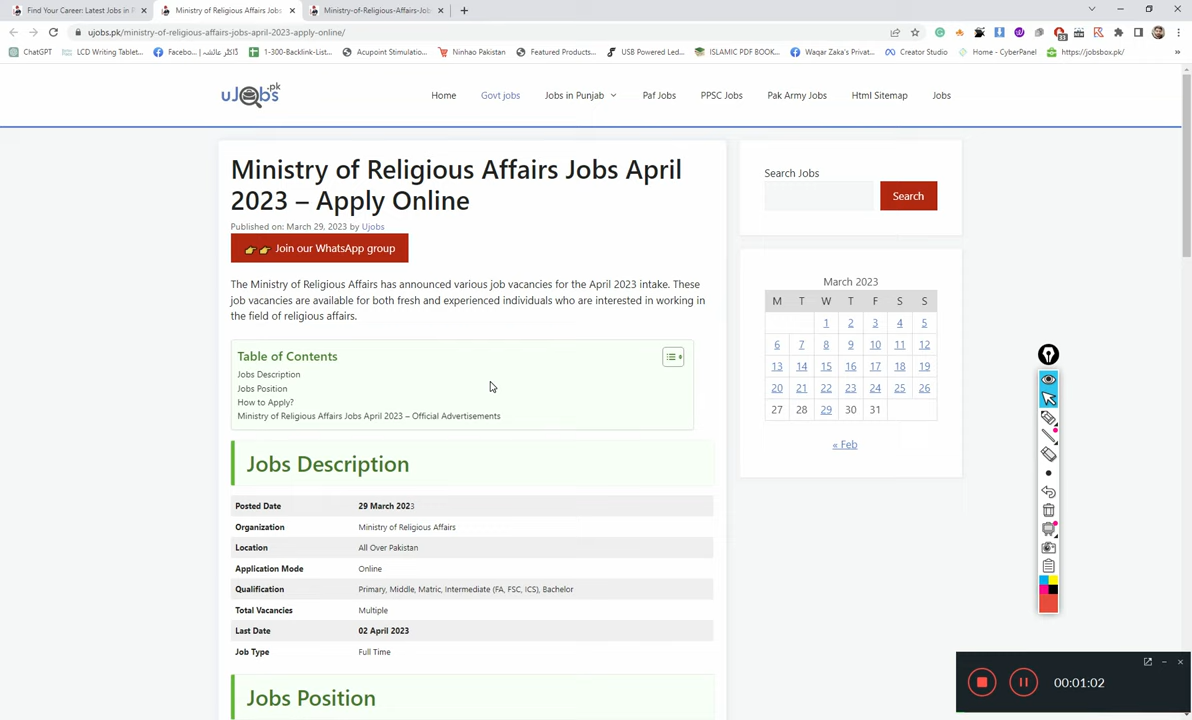 Find Your Career: Latest Jobs in P
Ministry of Religious Affairs Jobs
Ministry-of-Religious-Affairs-Job
ujobs.pk/ministry-of-religious-affairs-jobs-april-2023-apply-online/
ChatGPT
LCD Writing Tablet...
Facebo...
1-300-Backlink-List...
Acupoint Stimulatio...
Ninhao Pakistan
Featured Products...
USB Powered Led...
ISLAMIC PDF BOOK...
Waqar Zaka's Privat...
Creator Studio
Home - CyberPanel
https://jobsbox.pk/
»
uJobs.pk
Home
Govt jobs
Jobs in Punjab
Paf Jobs
PPSC Jobs
Pak Army Jobs
Html Sitemap
Jobs
Ministry of Religious Affairs Jobs April
2023 – Apply Online
Published on: March 29, 2023 by Ujobs
👉👉 Join our WhatsApp group
The Ministry of Religious Affairs has announced various job vacancies for the April 2023 intake. These
job vacancies are available for both fresh and experienced individuals who are interested in working in
the field of religious affairs.
Table of Contents
Jobs Description
Jobs Position
How to Apply?
Ministry of Religious Affairs Jobs April 2023 – Official Advertisements
Jobs Description
Posted Date 29 March 2023
Organization Ministry of Religious Affairs
Location All Over Pakistan
Application Mode Online
Qualification Primary, Middle, Matric, Intermediate (FA, FSC, ICS), Bachelor
Total Vacancies Multiple
Last Date 02 April 2023
Job Type Full Time
Jobs Position
Search Jobs
Search
March 2023
M T W T F S S
1 2 3 4 5
6 7 8 9 10 11 12
13 14 15 16 17 18 19
20 21 22 23 24 25 26
27 28 29 30 31
« Feb
00:01:02